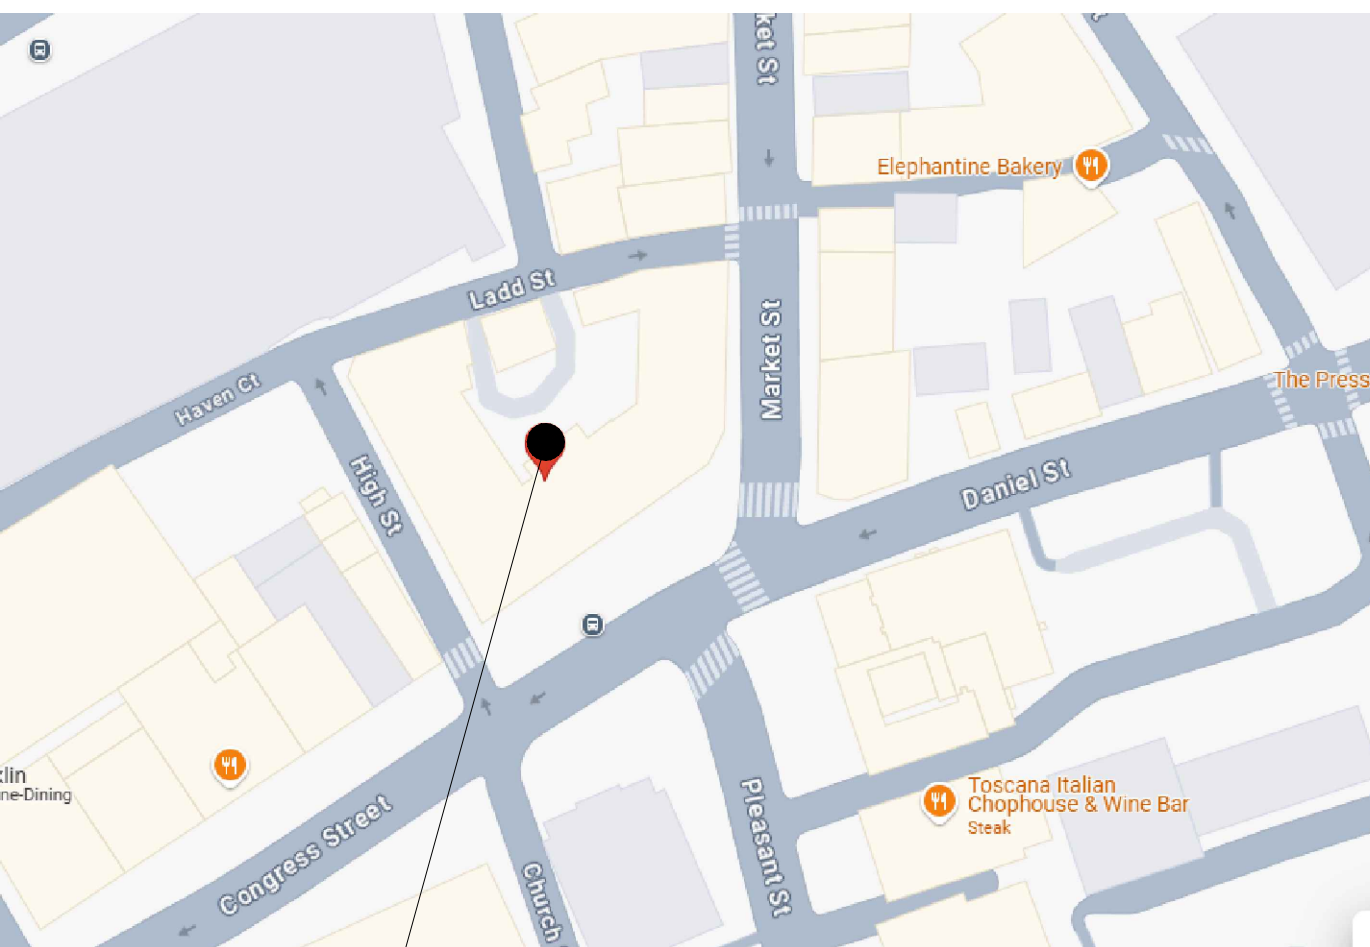 ket St
Elephantine Bakery
Ladd St
Market St
Haven Ct
The Press
High St
Daniel St
klin
ne-Dining
Toscana Italian
Chophouse & Wine Bar
Steak
Congress Street
Pleasant St
Church